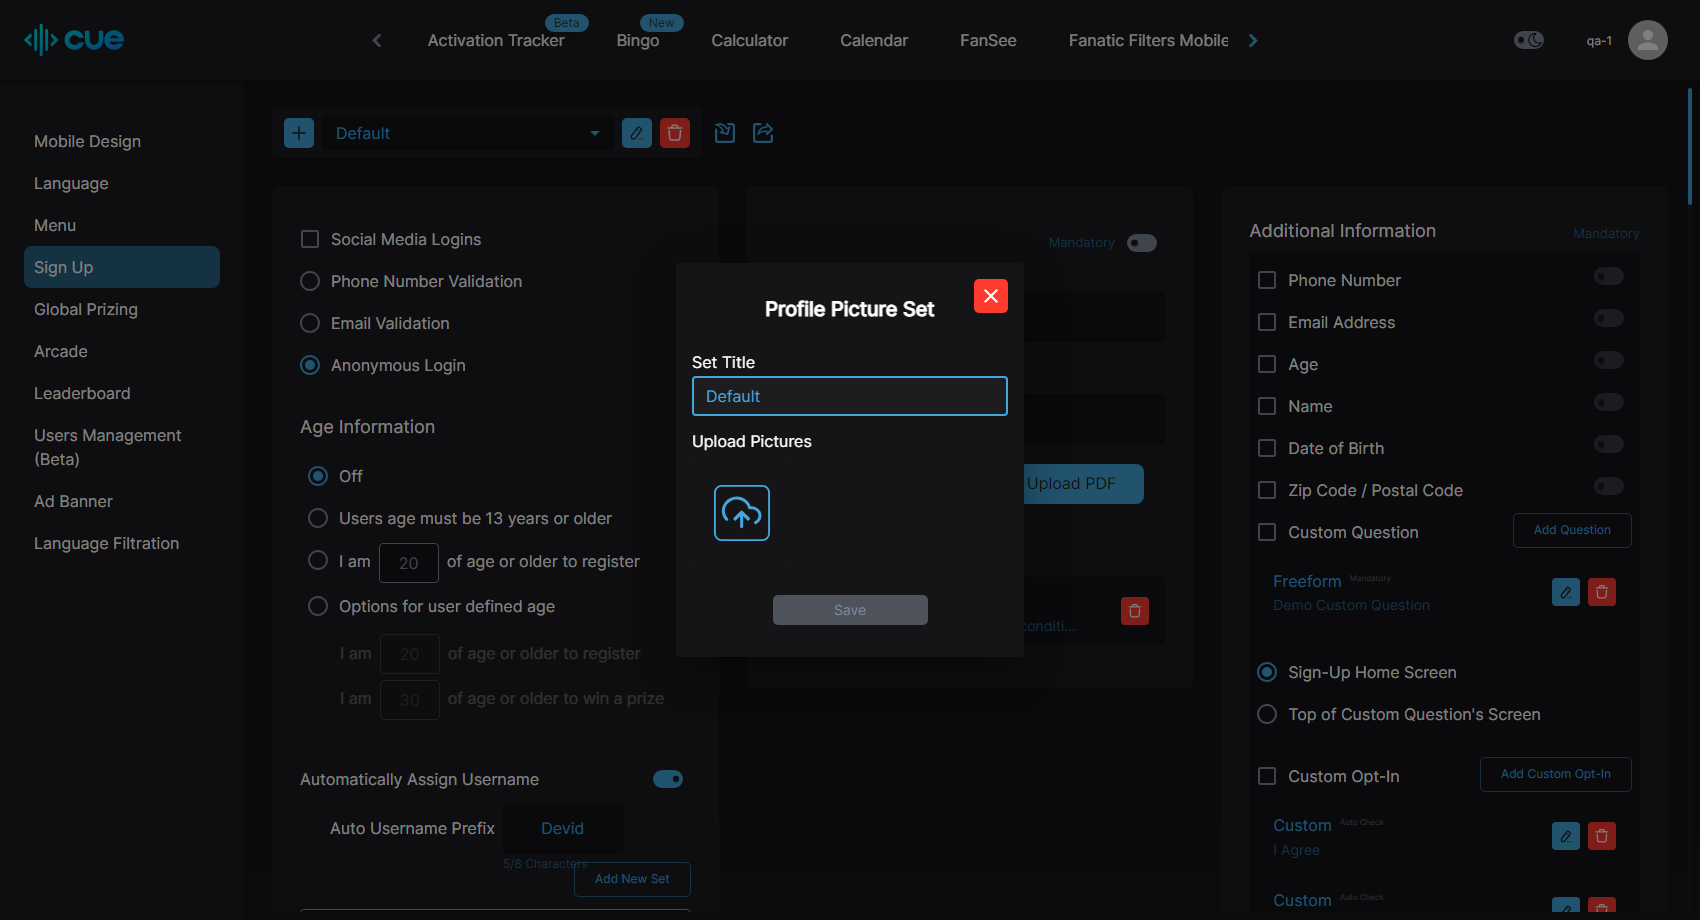 cue
Activation Tracker
Beta
Bingo
New
Calculator
Calendar
FanSee
Fanatic Filters Mobile
qa-1
Mobile Design
Language
Menu
Sign Up
Global Prizing
Arcade
Leaderboard
Users Management
(Beta)
Ad Banner
Language Filtration
Default
Social Media Logins
Phone Number Validation
Email Validation
Anonymous Login
Age Information
Off
Users age must be 13 years or older
I am 20 of age or older to register
Options for user defined age
I am 20 of age or older to register
I am 30 of age or older to win a prize
Automatically Assign Username
Auto Username Prefix Devid
5/8 Characters
Add New Set
Mandatory
Profile Picture Set
Set Title
Default
Upload Pictures
Save
Upload PDF
conditi...
Additional Information Mandatory
Phone Number
Email Address
Age
Name
Date of Birth
Zip Code / Postal Code
Custom Question Add Question
Freeform Mandatory
Demo Custom Question
Sign-Up Home Screen
Top of Custom Question's Screen
Custom Opt-In Add Custom Opt-In
Custom Auto Check
I Agree
Custom Auto Check